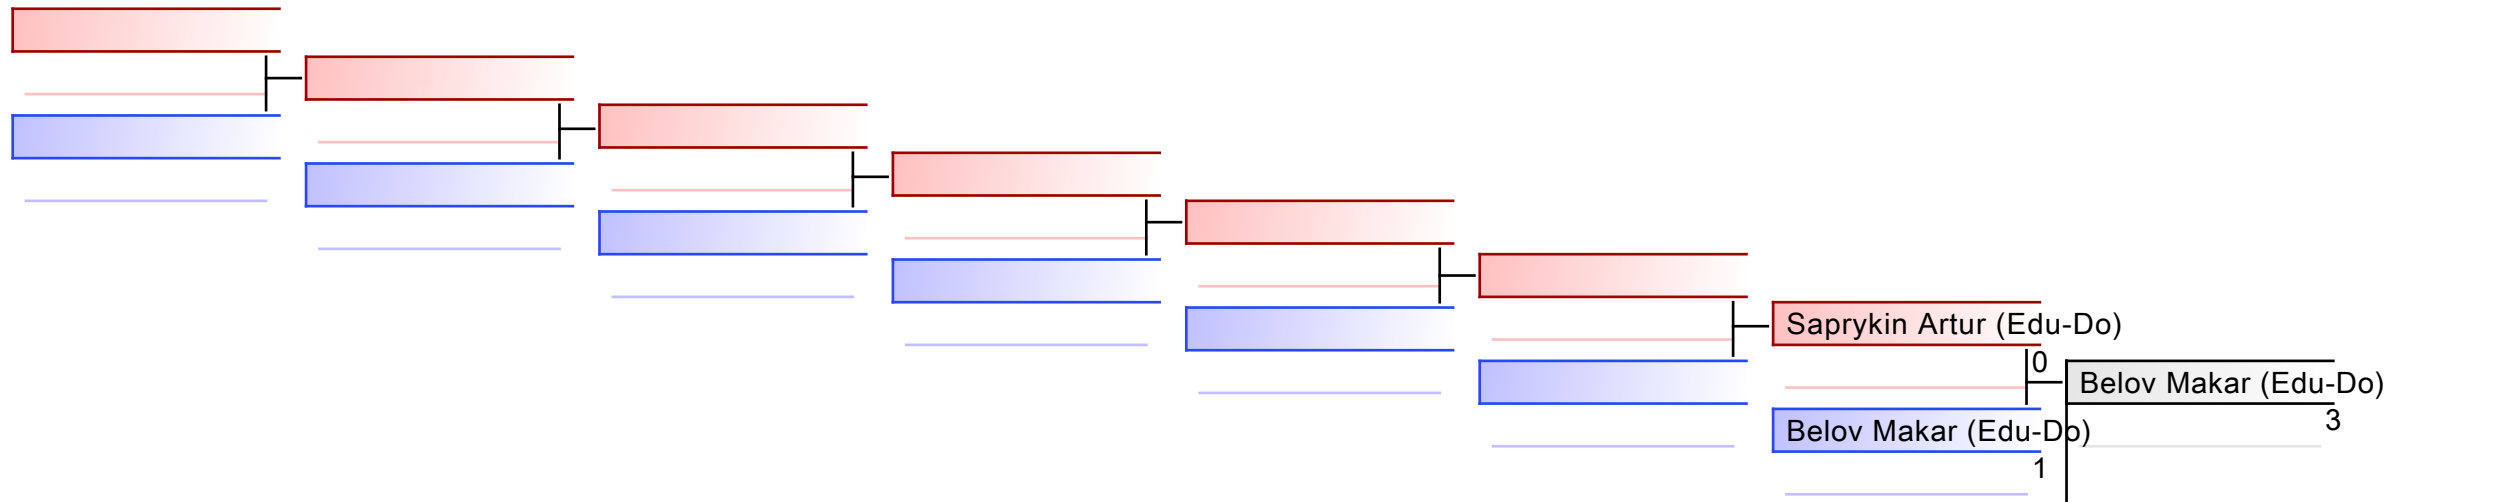 Saprykin Artur (Edu-Do)
0
Belov Makar (Edu-Do)
3
Belov Makar (Edu-Do)
1